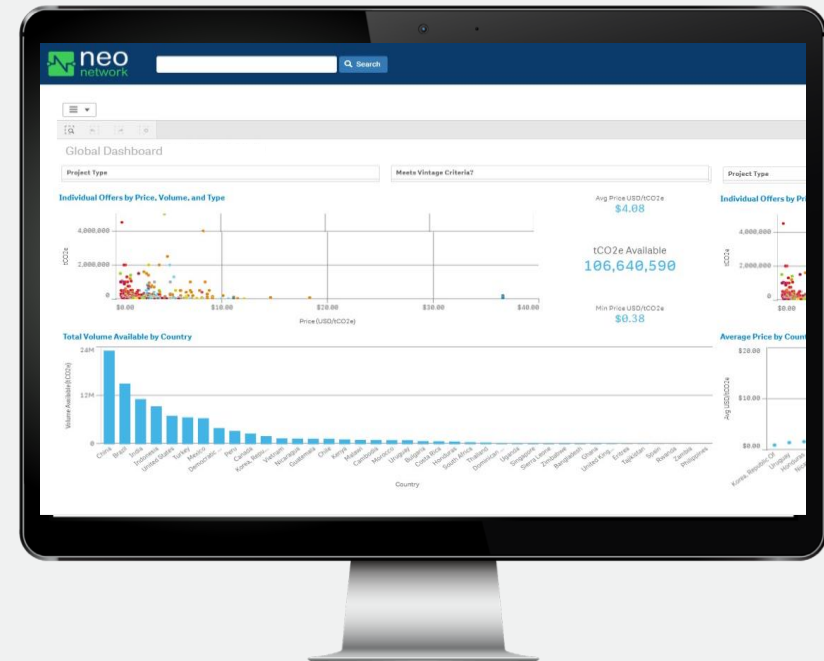 neo
network
Search
Global Dashboard
Project Type
Meets Vintage Criteria?
Project Type
Individual Offers by Price, Volume, and Type
Avg Price USD/tCO2e
$4.08
tCO2e Available
106,640,590
Min Price USD/tCO2e
$0.38
4,000,000
2,000,000
0
tCO2e
$0.00
$10.00
$20.00
$30.00
$40.00
Price (USD/tCO2e)
Individual Offers by Pri
4,000,000
2,000,000
0
tCO2e
$0.00
Total Volume Available by Country
24M
12M
0
Volume Available (tCO2e)
China
Brazil
India
Indonesia
United States
Turkey
Mexico
Democratic ...
Peru
Canada
Korea, Repu...
Vietnam
Nicaragua
Guatemala
Chile
Kenya
Malawi
Cambodia
Morocco
Uruguay
Bulgaria
Costa Rica
Honduras
South Africa
Thailand
Dominican ...
Uganda
Singapore
Sierra Leone
Zimbabwe
Bangladesh
Ghana
United King...
Eritrea
Tajikistan
Spain
Rwanda
Zambia
Philippines
Country
Average Price by Count
$20.00
$10.00
$0.00
Avg USD/tCO2e
Korea, Republic Of
Uruguay
Honduras